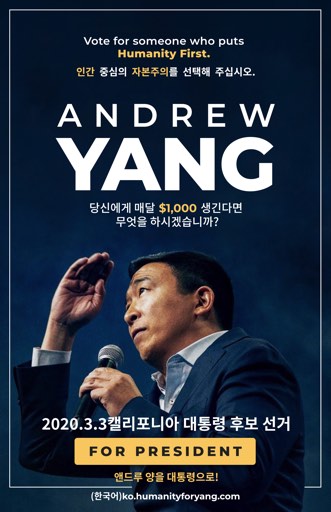 Vote for someone who puts
Humanity First.
인간 중심의 자본주의를 선택해 주십시오.
ANDREW
YANG
당신에게 매달 $1,000 생긴다면
무엇을 하시겠습니까?
2020.3.3캘리포니아 대통령 후보 선거
FOR PRESIDENT
앤드루 양을 대통령으로!
(한국어)ko.humanityforyang.com